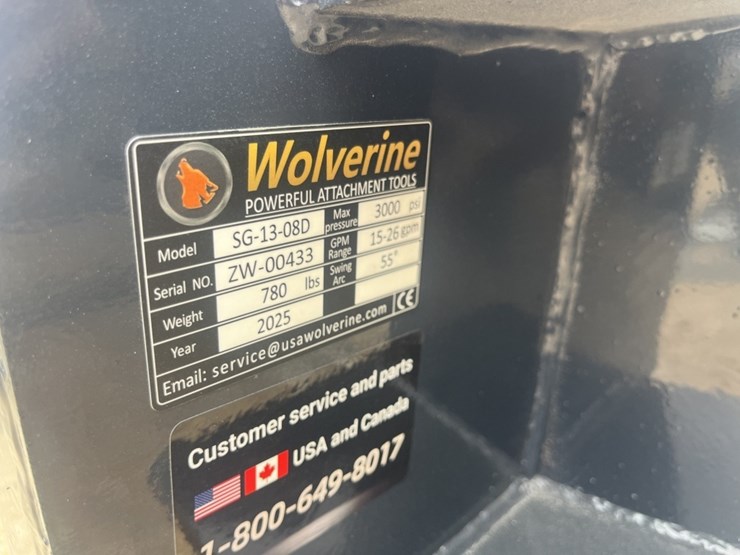 Wolverine
POWERFUL ATTACHMENT TOOLS
Model SG-13-08D Max pressure 3000 psi
Serial NO. ZW-00433 GPM Range 15-26 gpm
Weight 780 lbs Swing Arc 55°
Year 2025
Email: service@usawolverine.com CE
Customer service and parts
USA and Canada
1-800-649-8017